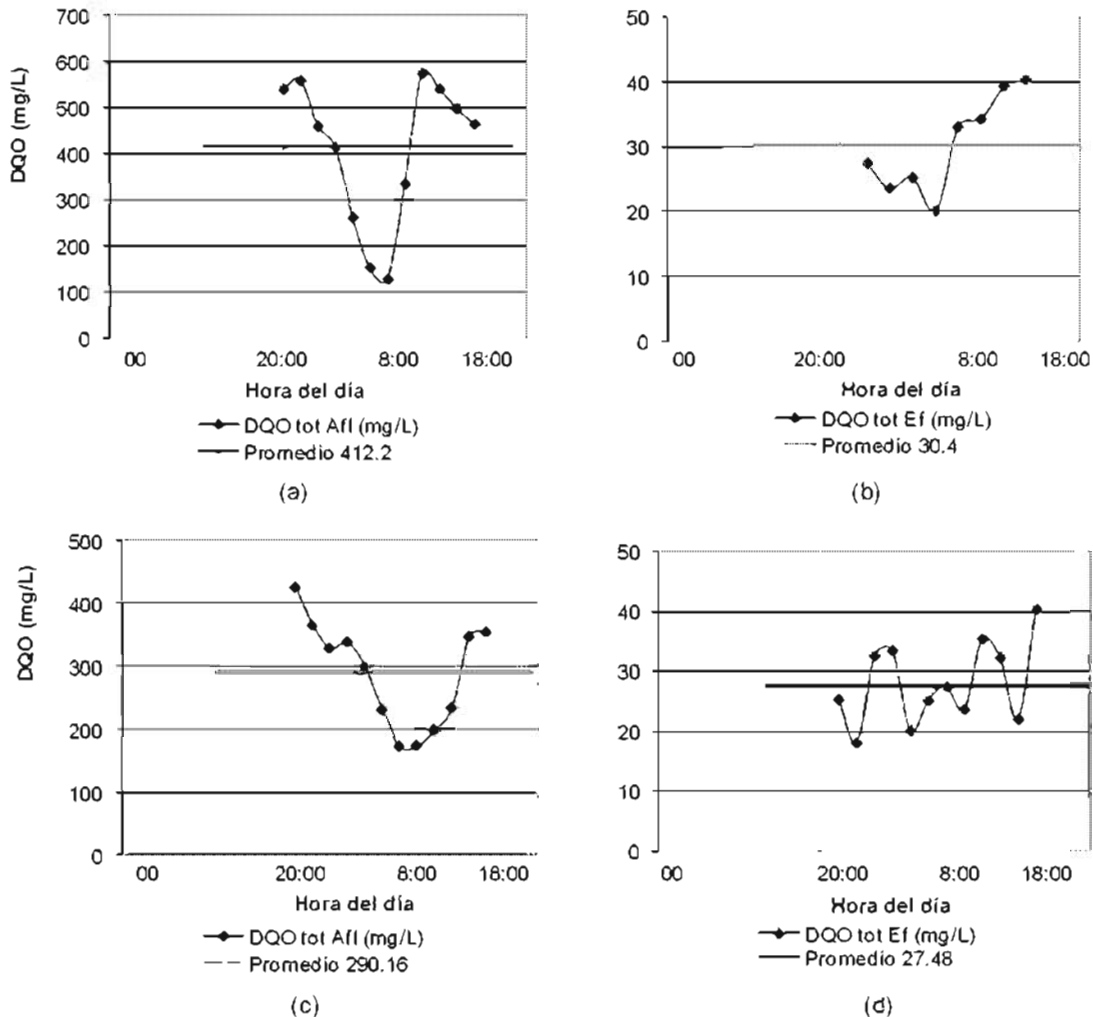 700
600
500
400
300
200
100
0
DQO (mg/L)
00 20:00 8:00 18:00
Hora del día
DQO tot Afl (mg/L)
Promedio 412.2
(a)
50
40
30
20
10
0
00 20:00 8:00 18:00
Hora del día
DQO tot Ef (mg/L)
Promedio 30.4
(b)
500
400
300
200
100
0
DQO (mg/L)
00 20:00 8:00 18:00
Hora del día
DQO tot Afl (mg/L)
Promedio 290.16
(c)
50
40
30
20
10
0
00 20:00 8:00 18:00
Hora del día
DQO tot Ef (mg/L)
Promedio 27.48
(d)